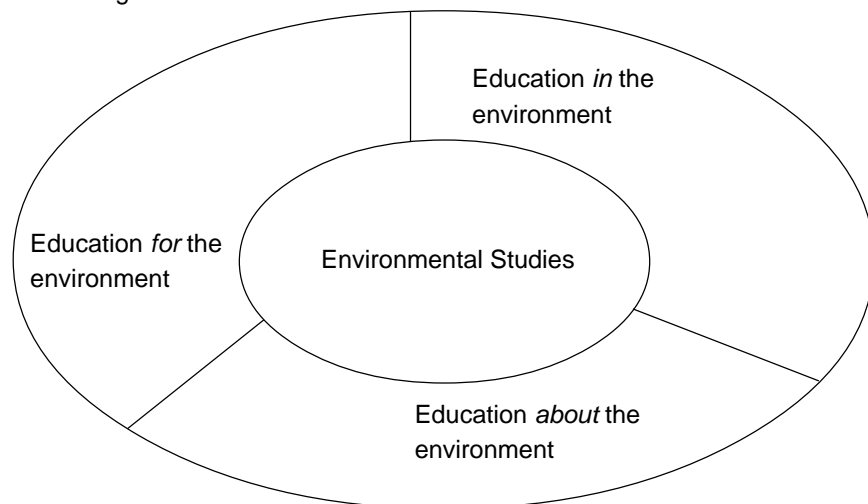 Education in the
environment
Education for the
environment
Environmental Studies
Education about the
environment